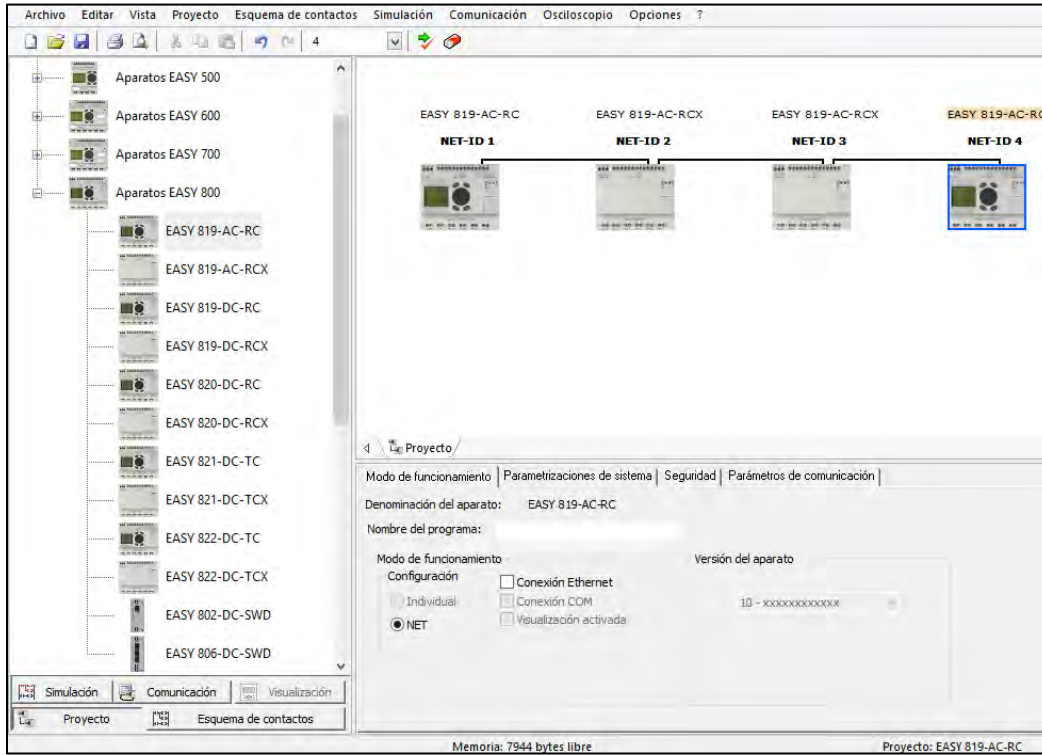 Archivo Editar Vista Proyecto Esquema de contactos Simulación Comunicación Osciloscopio Opciones ?
4
Aparatos EASY 500
Aparatos EASY 600
Aparatos EASY 700
Aparatos EASY 800
EASY 819-AC-RC
EASY 819-AC-RCX
EASY 819-DC-RC
EASY 819-DC-RCX
EASY 820-DC-RC
EASY 820-DC-RCX
EASY 821-DC-TC
EASY 821-DC-TCX
EASY 822-DC-TC
EASY 822-DC-TCX
EASY 802-DC-SWD
EASY 806-DC-SWD
Simulación Comunicación Visualización
Proyecto Esquema de contactos
EASY 819-AC-RC EASY 819-AC-RCX EASY 819-AC-RCX EASY 819-AC-RC
NET-ID 1 NET-ID 2 NET-ID 3 NET-ID 4
Proyecto
Modo de funcionamiento Parametrizaciones de sistema Seguridad Parámetros de comunicación
Denominación del aparato: EASY 819-AC-RC
Nombre del programa:
Modo de funcionamiento
Configuración
Individual
NET
Conexión Ethernet
Conexión COM
Visualización activada
Versión del aparato
10 - xxxxxxxxxxxx
Memoria: 7944 bytes libre Proyecto: EASY 819-AC-RC